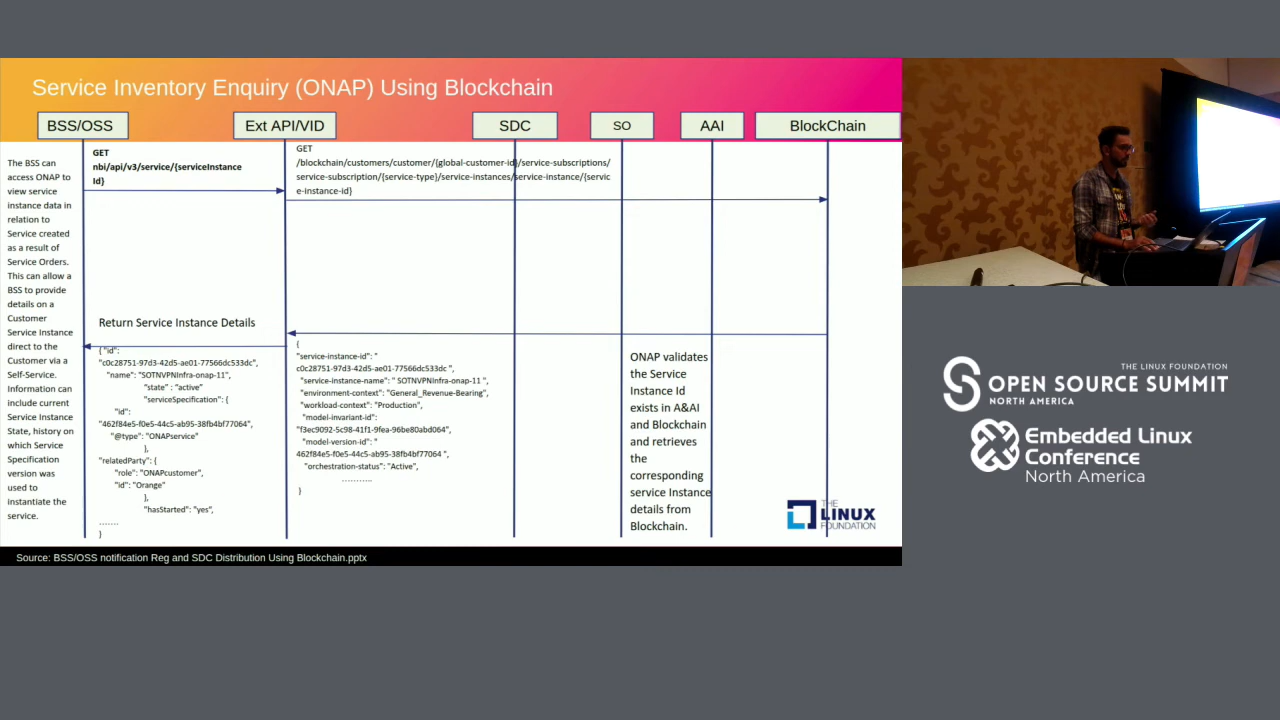 Service Inventory Enquiry (ONAP) Using Blockchain
BSS/OSS
Ext API/VID
SDC
SO
AAI
BlockChain
The BSS can
access ONAP to
view service
instance data in
relation to
Service created
as a result of
Service Orders.
This can allow a
BSS to provide
details on a
Customer
Service Instance
direct to the
Customer via a
Self-Service.
Information can
include current
Service Instance
State, history on
which Service
Specification
version was
used to
instantiate the
service.
GET
nbi/api/v3/service/{serviceInstance
Id}
GET
/blockchain/customers/customer/{global-customer-id}/service-subscriptions/
service-subscription/{service-type}/service-instances/service-instance/{servic
e-instance-id}
Return Service Instance Details
{ "id":
"c0c28751-97d3-42d5-ae01-77566dc533dc",
"name": "SOTNVPNInfra-onap-11",
"state" : "active"
"serviceSpecification": {
"id":
"462f84e5-f0e5-44c5-ab95-38fb4bf77064",
"@type": "ONAPservice"
},
"relatedParty": {
"role": "ONAPcustomer",
"id": "Orange"
},
"hasStarted": "yes",
.......
}
{
"service-instance-id": "
c0c28751-97d3-42d5-ae01-77566dc533dc ",
"service-instance-name": " SOTNVPNInfra-onap-11 ",
"environment-context": "General_Revenue-Bearing",
"workload-context": "Production",
"model-invariant-id":
"f3ec9092-5c98-41f1-9fea-96be80abd064",
"model-version-id": "
462f84e5-f0e5-44c5-ab95-38fb4bf77064 ",
"orchestration-status": "Active",
...........
}
ONAP validates
the Service
Instance Id
exists in A&AI
and Blockchain
and retrieves
the
corresponding
service Instance
details from
Blockchain.
THE
LINUX
FOUNDATION
Source: BSS/OSS notification Reg and SDC Distribution Using Blockchain.pptx
THE LINUX FOUNDATION
OPEN SOURCE SUMMIT
NORTH AMERICA
Embedded Linux
Conference
North America